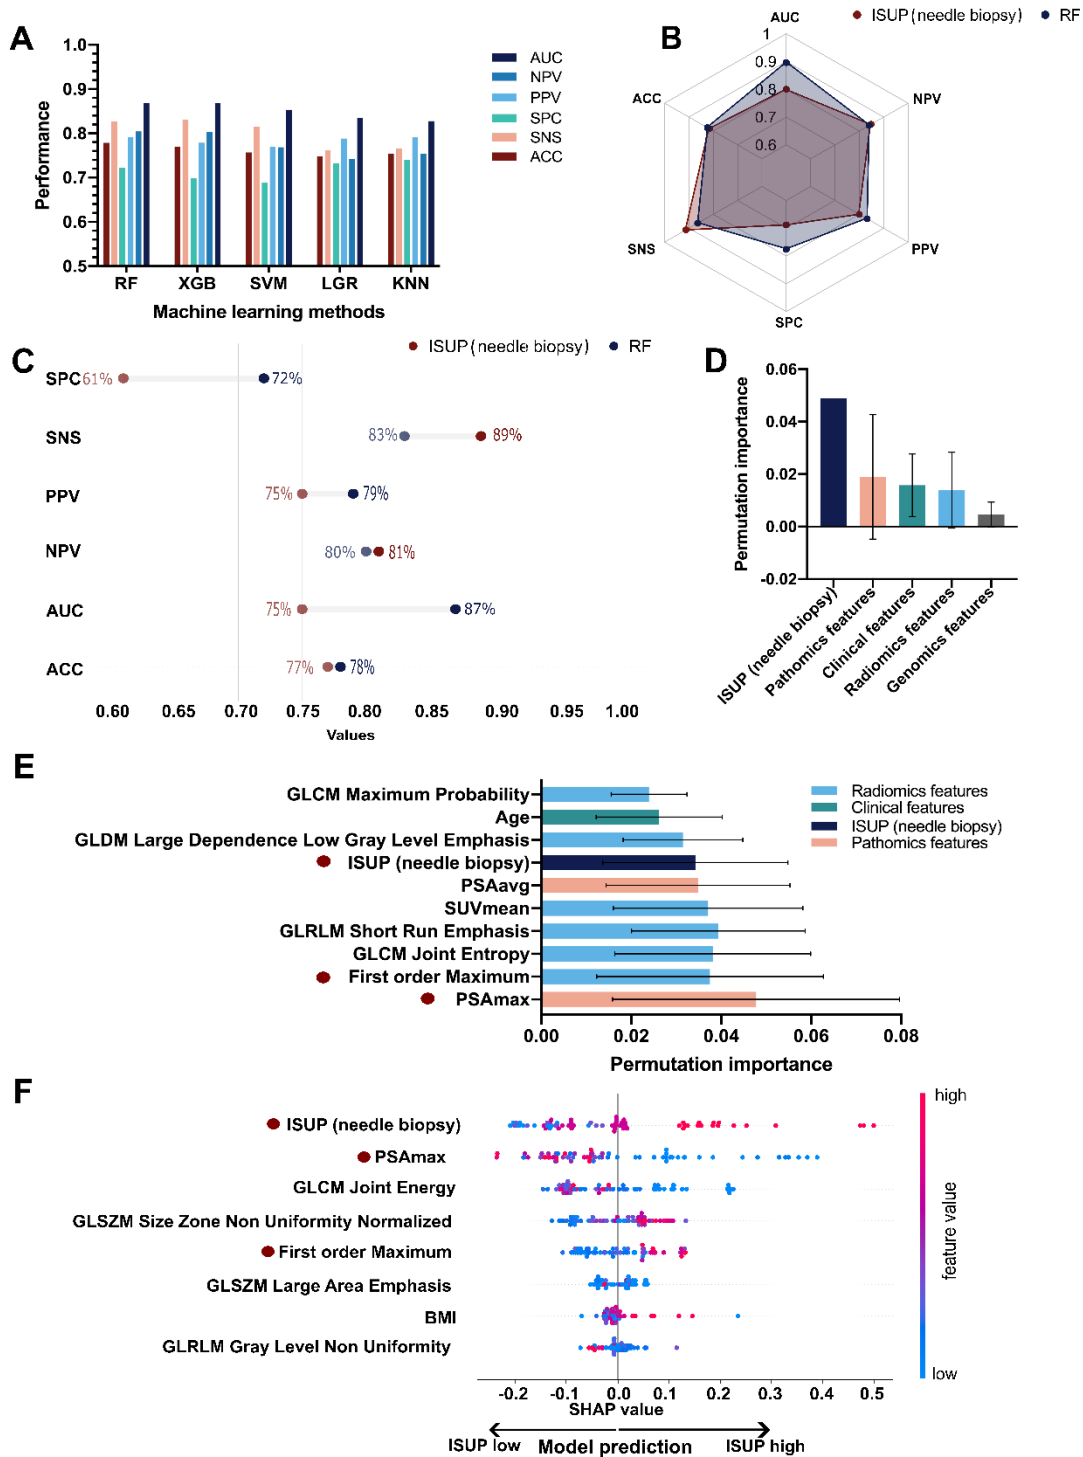 A
1.0
0.9
0.8
0.7
0.6
0.5
Performance
AUC
NPV
PPV
SPC
SNS
ACC
RF XGB SVM LGR KNN
Machine learning methods
B
ISUP (needle biopsy) RF
AUC
1
0.9
0.8
0.7
0.6
ACC
NPV
SNS
PPV
SPC
C
ISUP (needle biopsy) RF
SPC 61% 72%
SNS 83% 89%
PPV 75% 79%
NPV 80% 81%
AUC 75% 87%
ACC 77% 78%
0.60 0.65 0.70 0.75 0.80 0.85 0.90 0.95 1.00
Values
D
0.06
0.04
0.02
0.00
-0.02
Permutation importance
ISUP (needle biopsy)
Pathomics features
Clinical features
Radiomics features
Genomics features
E
GLCM Maximum Probability
Age
GLDM Large Dependence Low Gray Level Emphasis
ISUP (needle biopsy)
PSAavg
SUVmean
GLRLM Short Run Emphasis
GLCM Joint Entropy
First order Maximum
PSAmax
Radiomics features
Clinical features
ISUP (needle biopsy)
Pathomics features
0.00 0.02 0.04 0.06 0.08
Permutation importance
F
ISUP (needle biopsy)
PSAmax
GLCM Joint Energy
GLSZM Size Zone Non Uniformity Normalized
First order Maximum
GLSZM Large Area Emphasis
BMI
GLRLM Gray Level Non Uniformity
high
feature value
low
-0.2 -0.1 0.0 0.1 0.2 0.3 0.4 0.5
SHAP value
ISUP low Model prediction ISUP high